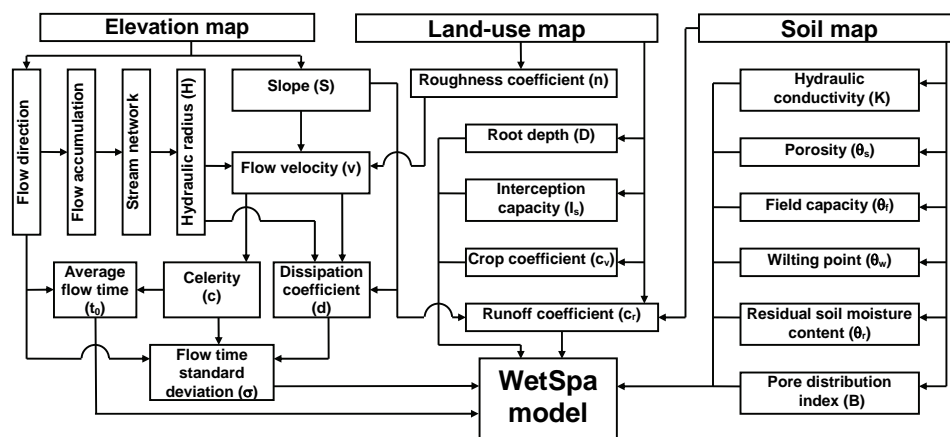 Elevation map
Land-use map
Soil map
Flow direction
Flow accumulation
Stream network
Hydraulic radius (H)
Slope (S)
Flow velocity (v)
Average
flow time
(t₀)
Celerity
(c)
Dissipation
coefficient
(d)
Flow time
standard
deviation (σ)
Roughness coefficient (n)
Root depth (D)
Interception
capacity (Iₛ)
Crop coefficient (cᵥ)
Runoff coefficient (cᵣ)
WetSpa
model
Hydraulic
conductivity (K)
Porosity (θₛ)
Field capacity (θf)
Wilting point (θw)
Residual soil moisture
content (θᵣ)
Pore distribution
index (B)